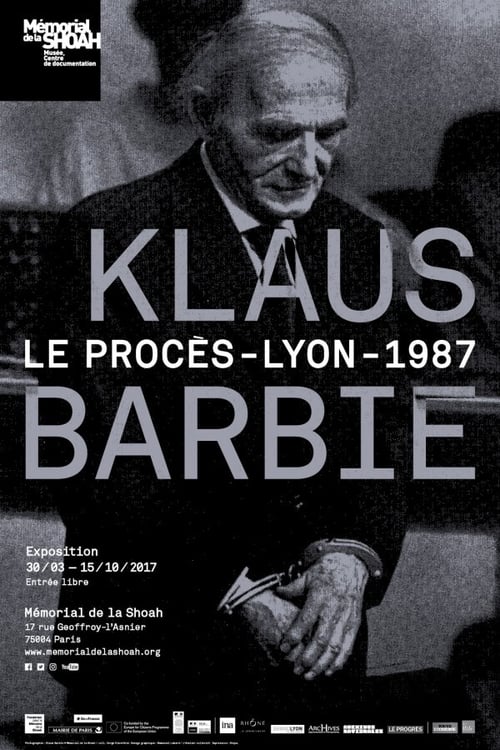 Mémorial
de la SHOAH
Musée, Centre
de documentation
KLAUS
LE PROCÈS – LYON – 1987
BARBIE
Exposition
30/03 — 15/10/2017
Entrée libre
Mémorial de la Shoah
17 rue Geoffroy-l'Asnier
75004 Paris
www.memorialdelashoah.org
YouTube
MAIRIE DE PARIS
ina
RHÔNE
ARCHIVES
LE PROGRÈS